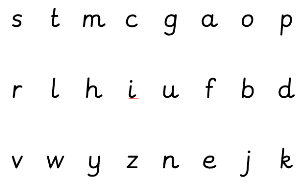 s t m c g a o p
r l h i u f b d
v w y z n e j k